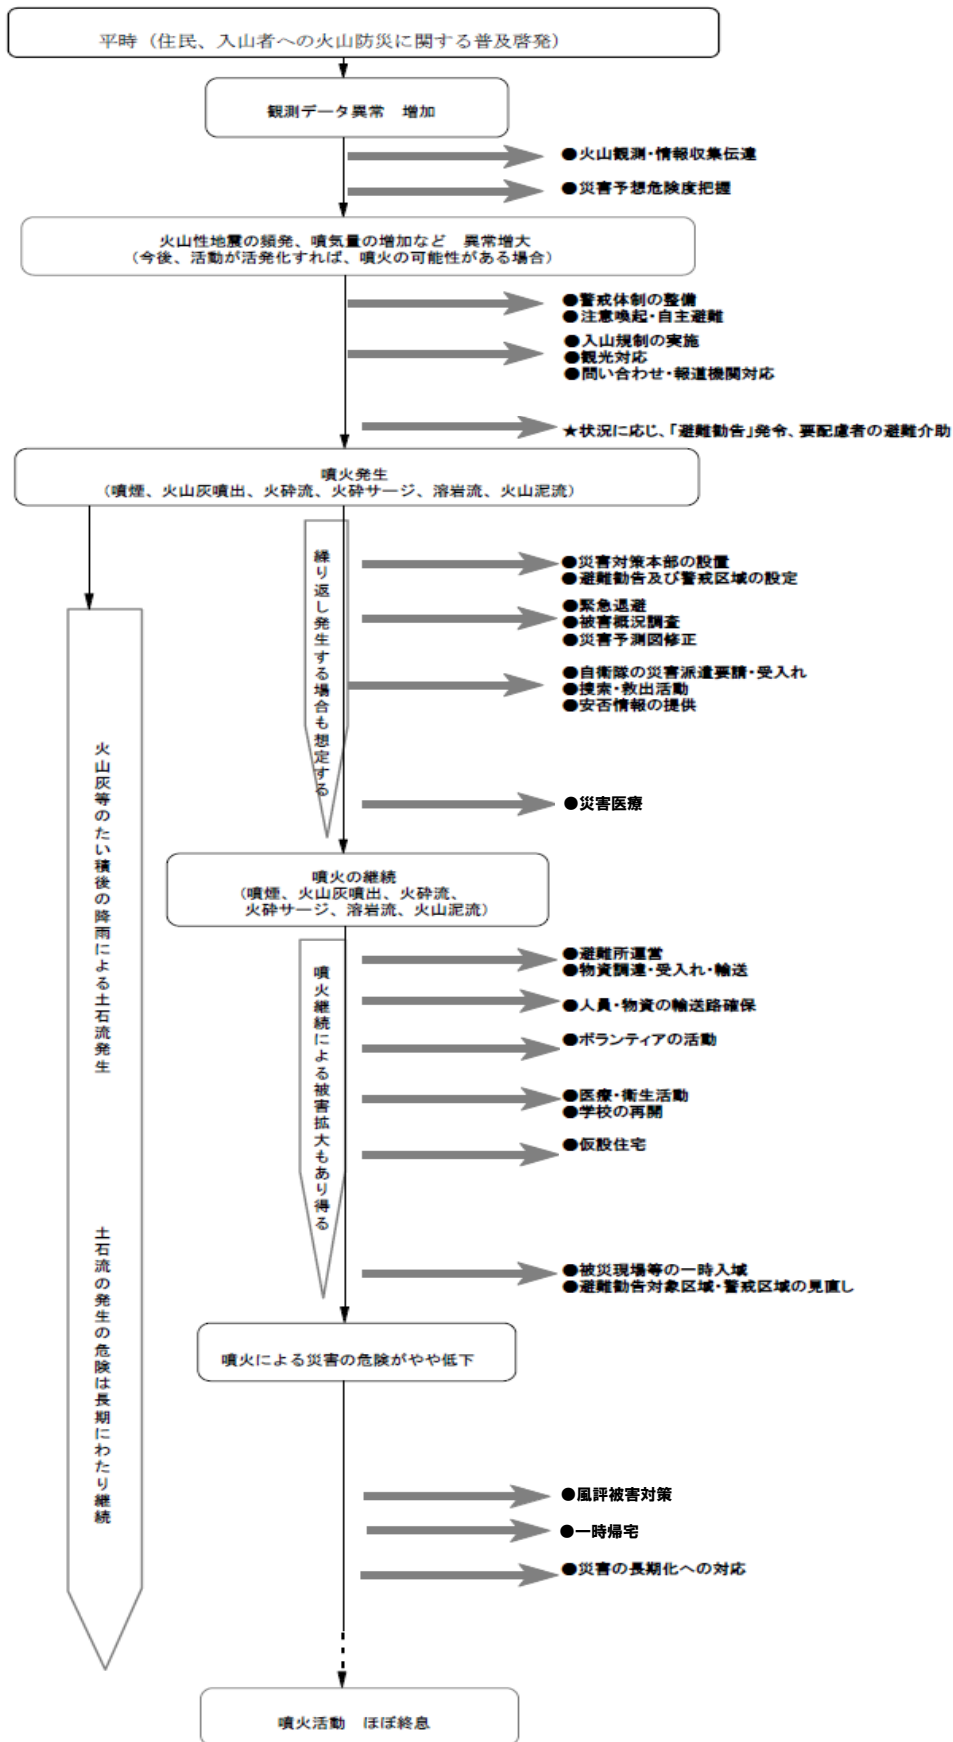 平時（住民、入山者への火山防災に関する普及啓発）
観測データ異常　増加
●火山観測・情報収集伝達
●災害予想危険度把握
火山性地震の頻発、噴気量の増加など　異常増大
（今後、活動が活発化すれば、噴火の可能性がある場合）
●警戒体制の整備
●注意喚起・自主避難
●入山規制の実施
●観光対応
●問い合わせ・報道機関対応
★状況に応じ、「避難勧告」発令、要配慮者の避難介助
噴火発生
（噴煙、火山灰噴出、火砕流、火砕サージ、溶岩流、火山泥流）
繰り返し発生する場合も想定する
●災害対策本部の設置
●避難勧告及び警戒区域の設定
●緊急退避
●被害概況調査
●災害予測図修正
●自衛隊の災害派遣要請・受入れ
●捜索・救出活動
●安否情報の提供
●災害医療
火山灰等のたい積後の降雨による土石流発生
土石流の発生の危険は長期にわたり継続
噴火の継続
（噴煙、火山灰噴出、火砕流、
火砕サージ、溶岩流、火山泥流）
噴火継続による被害拡大もあり得る
●避難所運営
●物資調達・受入れ・輸送
●人員・物資の輸送路確保
●ボランティアの活動
●医療・衛生活動
●学校の再開
●仮設住宅
●被災現場等の一時入域
●避難勧告対象区域・警戒区域の見直し
噴火による災害の危険がやや低下
●風評被害対策
●一時帰宅
●災害の長期化への対応
噴火活動　ほぼ終息